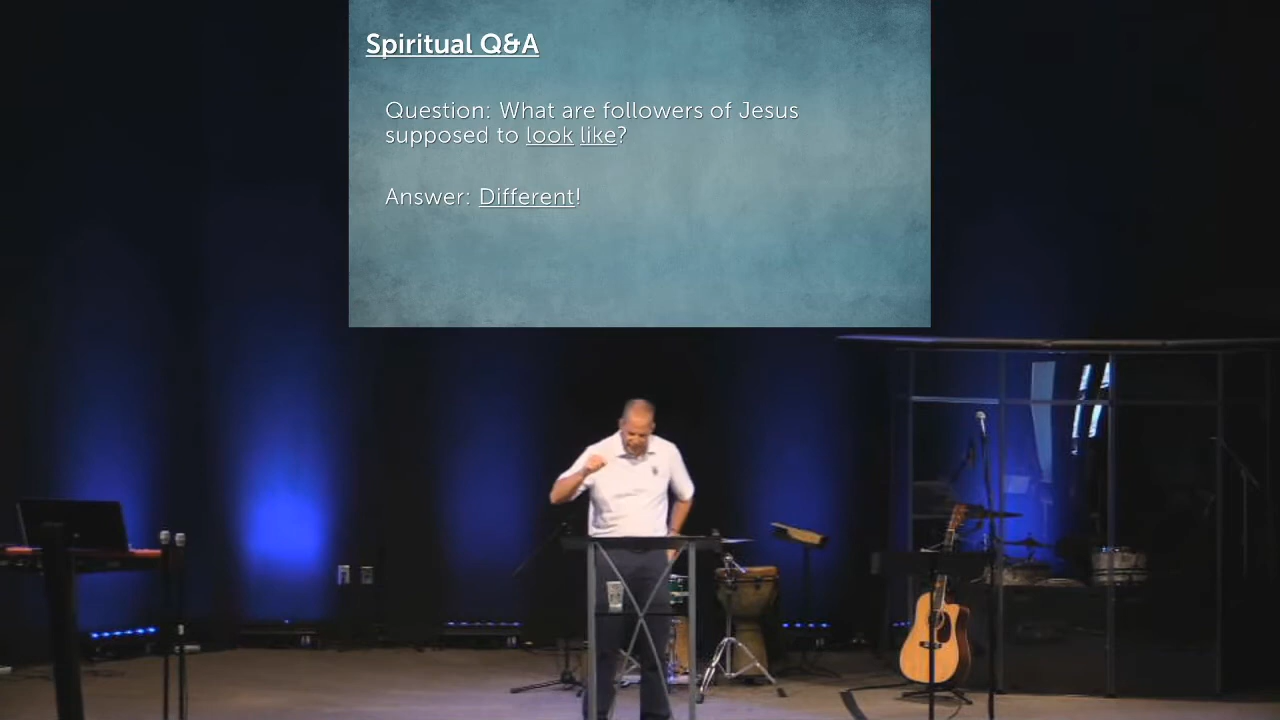 Spiritual Q&A
Question: What are followers of Jesus
supposed to look like?
Answer: Different!